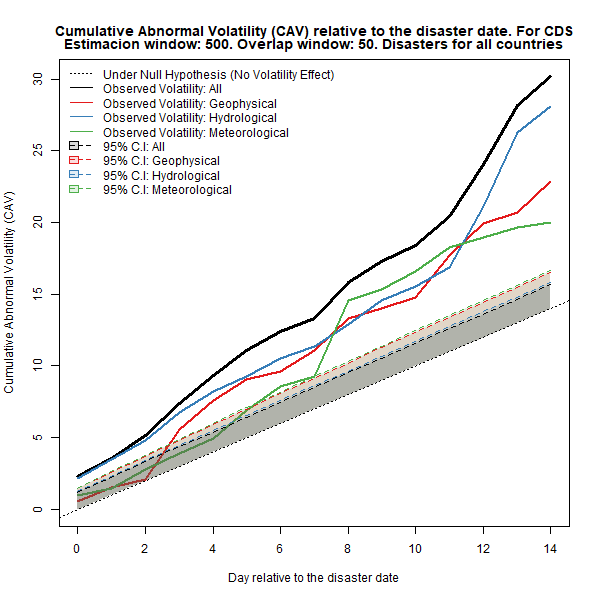 Cumulative Abnormal Volatility (CAV) relative to the disaster date. For CDS
Estimacion window: 500. Overlap window: 50. Disasters for all countries
Under Null Hypothesis (No Volatility Effect)
Observed Volatility: All
Observed Volatility: Geophysical
Observed Volatility: Hydrological
Observed Volatility: Meteorological
95% C.I: All
95% C.I: Geophysical
95% C.I: Hydrological
95% C.I: Meteorological
Cumulative Abnormal Volatility (CAV)
30
25
20
15
10
5
0
0 2 4 6 8 10 12 14
Day relative to the disaster date